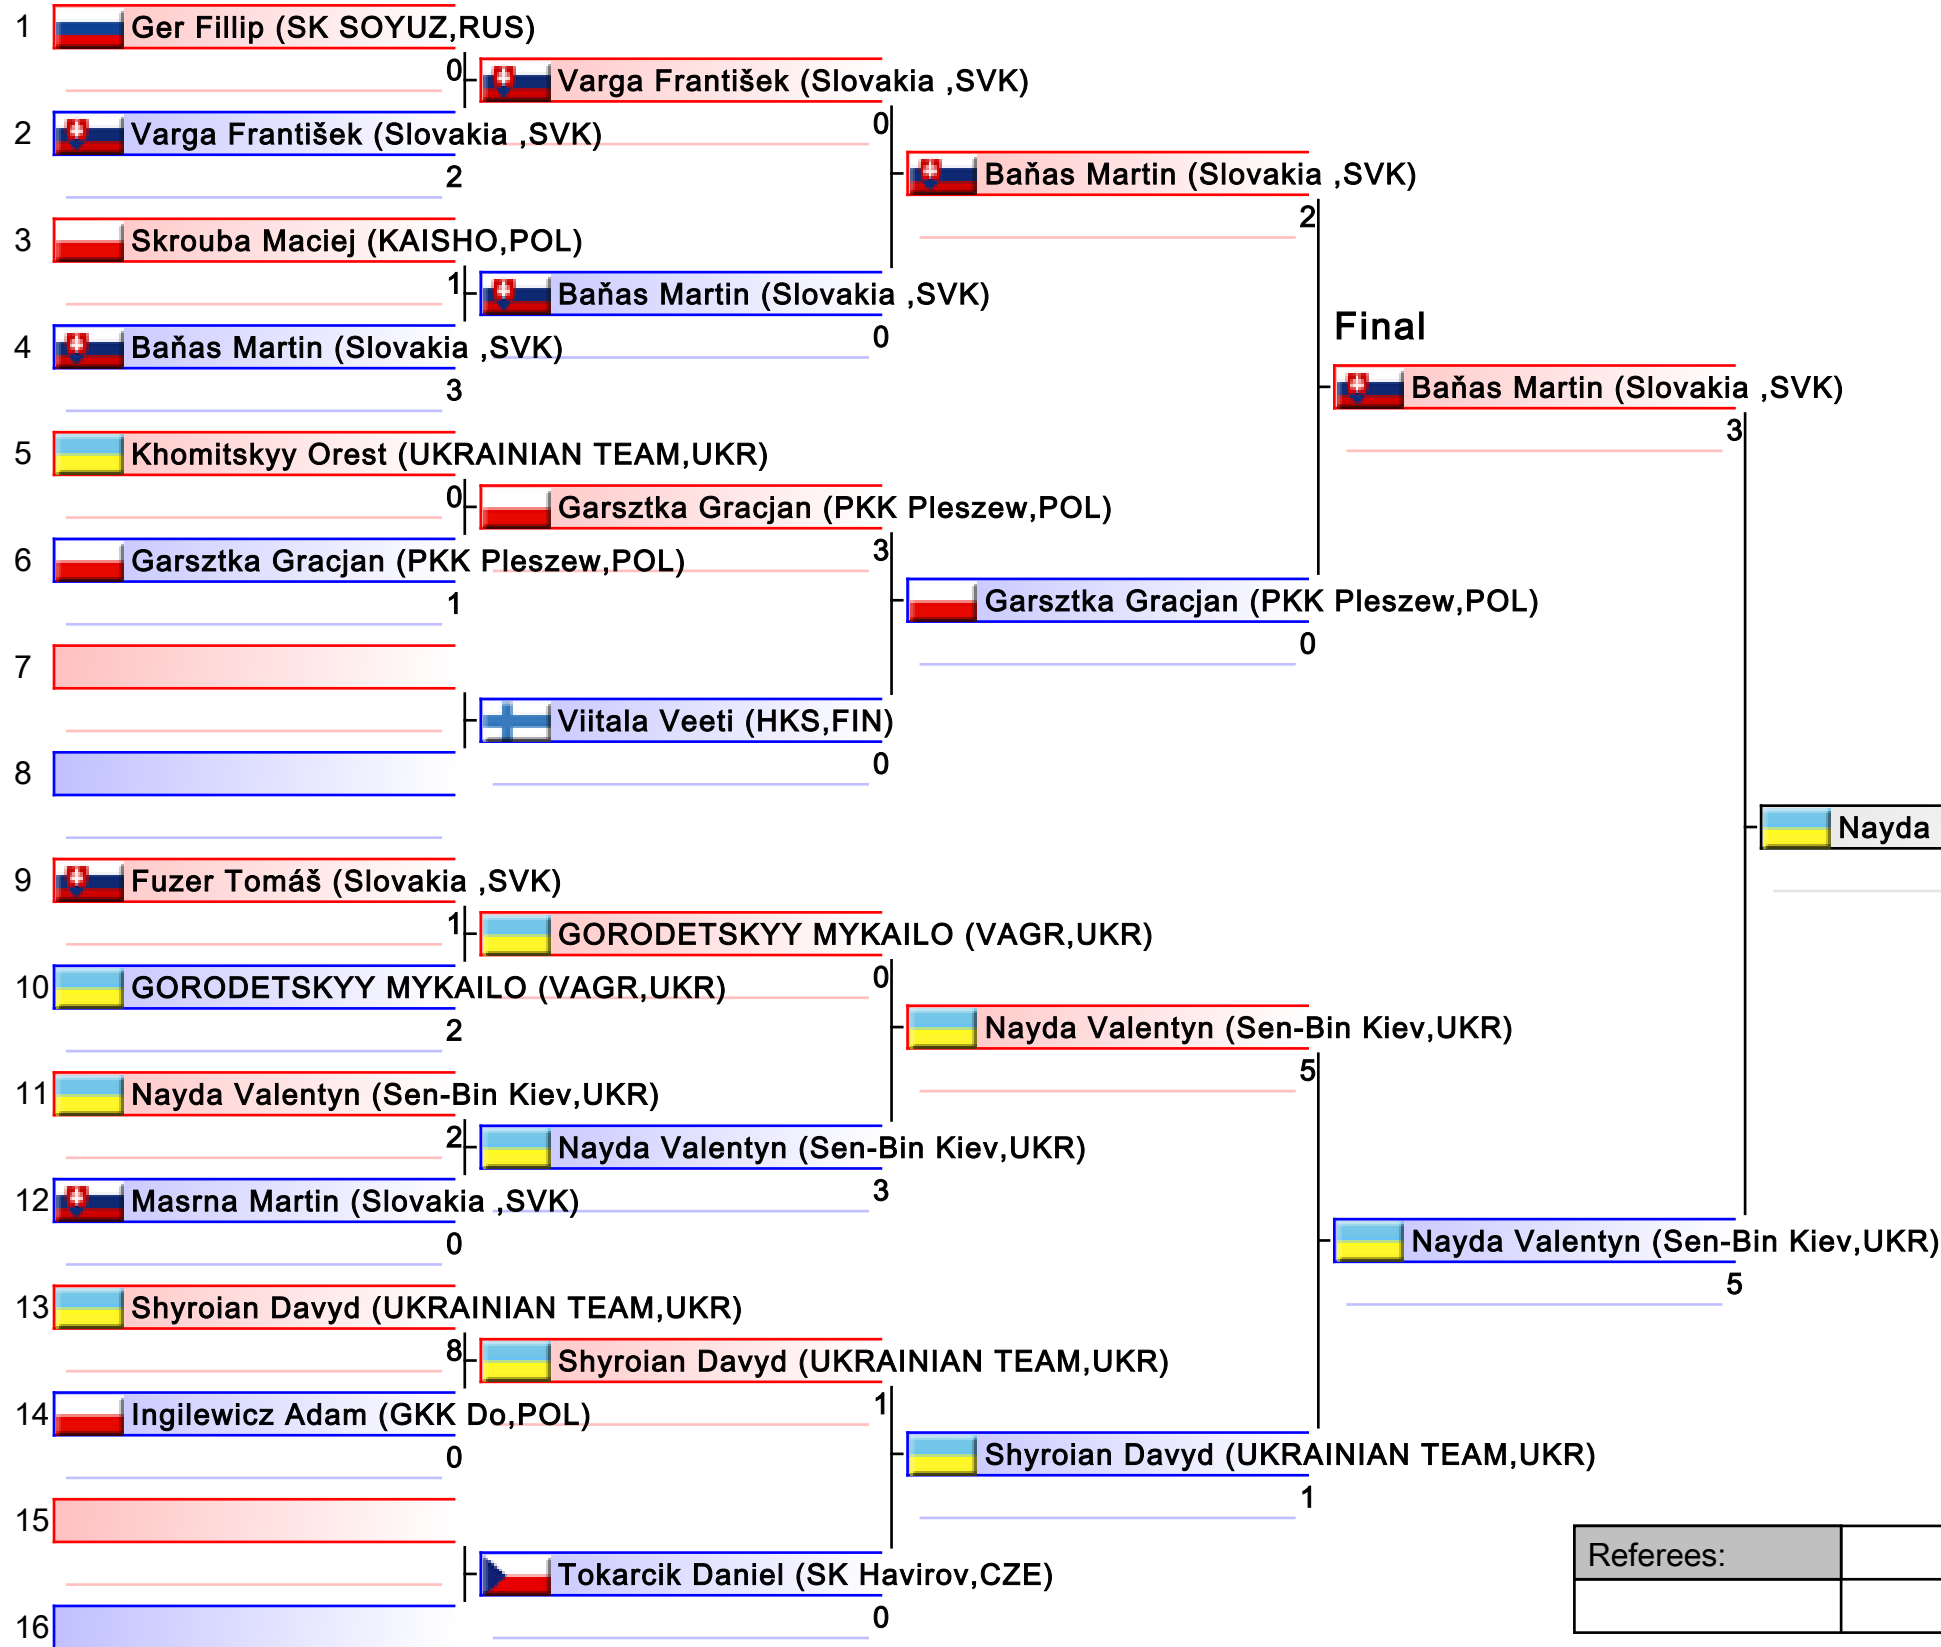 1 Ger Fillip (SK SOYUZ,RUS)
0 Varga František (Slovakia ,SVK)
0
2 Varga František (Slovakia ,SVK)
2
Baňas Martin (Slovakia ,SVK)
2
3 Skrouba Maciej (KAISHO,POL)
1 Baňas Martin (Slovakia ,SVK)
0
4 Baňas Martin (Slovakia ,SVK)
3
Final
Baňas Martin (Slovakia ,SVK)
3
5 Khomitskyy Orest (UKRAINIAN TEAM,UKR)
0 Garsztka Gracjan (PKK Pleszew,POL)
3
6 Garsztka Gracjan (PKK Pleszew,POL)
1
Garsztka Gracjan (PKK Pleszew,POL)
0
7
Viitala Veeti (HKS,FIN)
0
8
Nayda
9 Fuzer Tomáš (Slovakia ,SVK)
1 GORODETSKYY MYKAILO (VAGR,UKR)
0
10 GORODETSKYY MYKAILO (VAGR,UKR)
2
Nayda Valentyn (Sen-Bin Kiev,UKR)
5
11 Nayda Valentyn (Sen-Bin Kiev,UKR)
2 Nayda Valentyn (Sen-Bin Kiev,UKR)
3
12 Masrna Martin (Slovakia ,SVK)
0
Nayda Valentyn (Sen-Bin Kiev,UKR)
5
13 Shyroian Davyd (UKRAINIAN TEAM,UKR)
8 Shyroian Davyd (UKRAINIAN TEAM,UKR)
1
14 Ingilewicz Adam (GKK Do,POL)
0
Shyroian Davyd (UKRAINIAN TEAM,UKR)
1
15
Tokarcik Daniel (SK Havirov,CZE)
0
16
Referees: